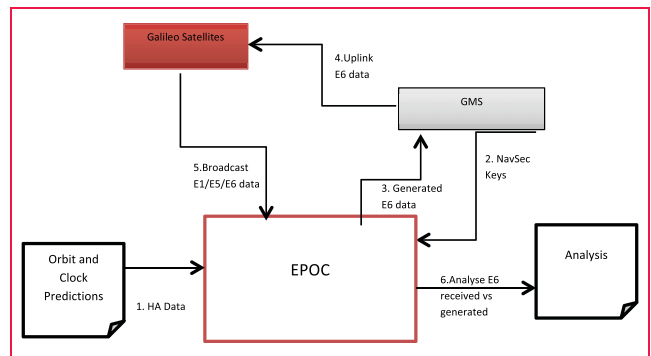 Galileo Satellites
4.Uplink
E6 data
GMS
5.Broadcast
E1/E5/E6 data
2. NavSec
Keys
3. Generated
E6 data
Orbit and
Clock
Predictions
1. HA Data
EPOC
6.Analyse E6
received vs
generated
Analysis